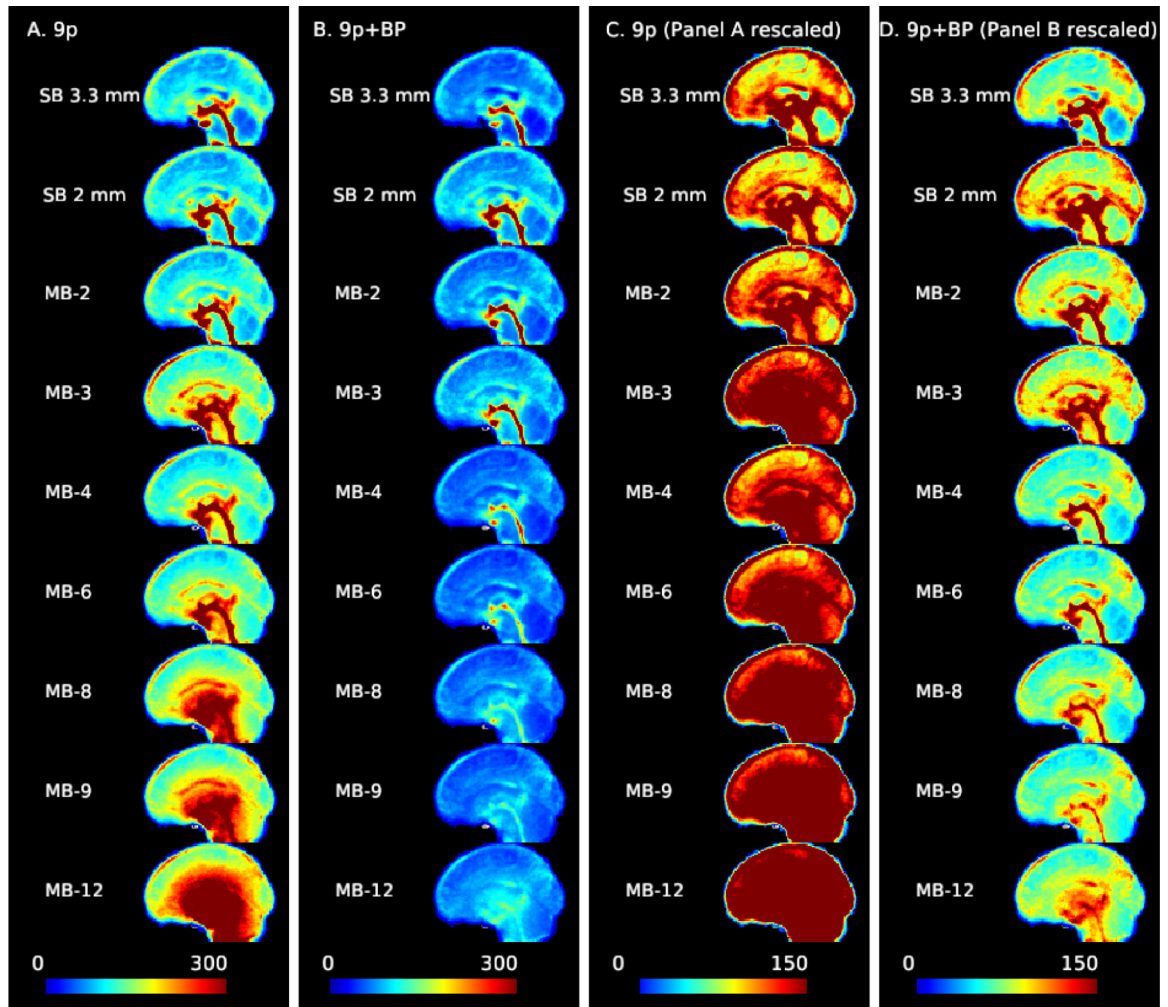 A. 9p
SB 3.3 mm
SB 2 mm
MB-2
MB-3
MB-4
MB-6
MB-8
MB-9
MB-12
0 300
B. 9p+BP
SB 3.3 mm
SB 2 mm
MB-2
MB-3
MB-4
MB-6
MB-8
MB-9
MB-12
0 300
C. 9p (Panel A rescaled)
SB 3.3 mm
SB 2 mm
MB-2
MB-3
MB-4
MB-6
MB-8
MB-9
MB-12
0 150
D. 9p+BP (Panel B rescaled)
SB 3.3 mm
SB 2 mm
MB-2
MB-3
MB-4
MB-6
MB-8
MB-9
MB-12
0 150